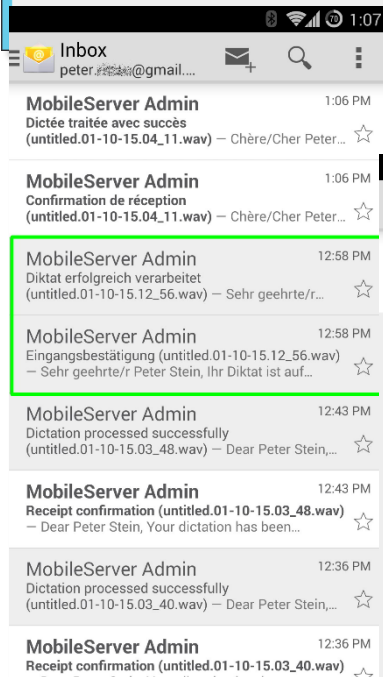 70 1:07
Inbox
peter.@gmail....
MobileServer Admin 1:06 PM
Dictée traitée avec succès
(untitled.01-10-15.04_11.wav) — Chère/Cher Peter...
MobileServer Admin 1:06 PM
Confirmation de réception
(untitled.01-10-15.04_11.wav) — Chère/Cher Peter...
MobileServer Admin 12:58 PM
Diktat erfolgreich verarbeitet
(untitled.01-10-15.12_56.wav) — Sehr geehrte/r...
MobileServer Admin 12:58 PM
Eingangsbestätigung (untitled.01-10-15.12_56.wav)
— Sehr geehrte/r Peter Stein, Ihr Diktat ist auf...
MobileServer Admin 12:43 PM
Dictation processed successfully
(untitled.01-10-15.03_48.wav) — Dear Peter Stein,...
MobileServer Admin 12:43 PM
Receipt confirmation (untitled.01-10-15.03_48.wav)
— Dear Peter Stein, Your dictation has been...
MobileServer Admin 12:36 PM
Dictation processed successfully
(untitled.01-10-15.03_40.wav) — Dear Peter Stein,...
MobileServer Admin 12:36 PM
Receipt confirmation (untitled.01-10-15.03_40.wav)